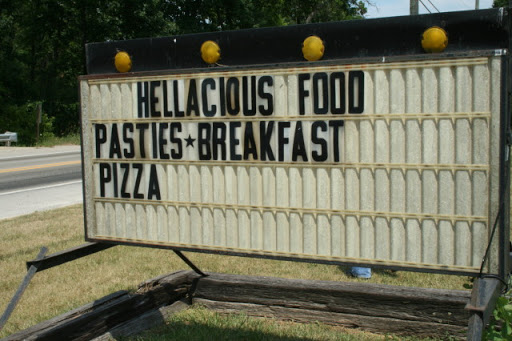 HELLACIOUS FOOD
PASTIES★BREAKFAST
PIZZA